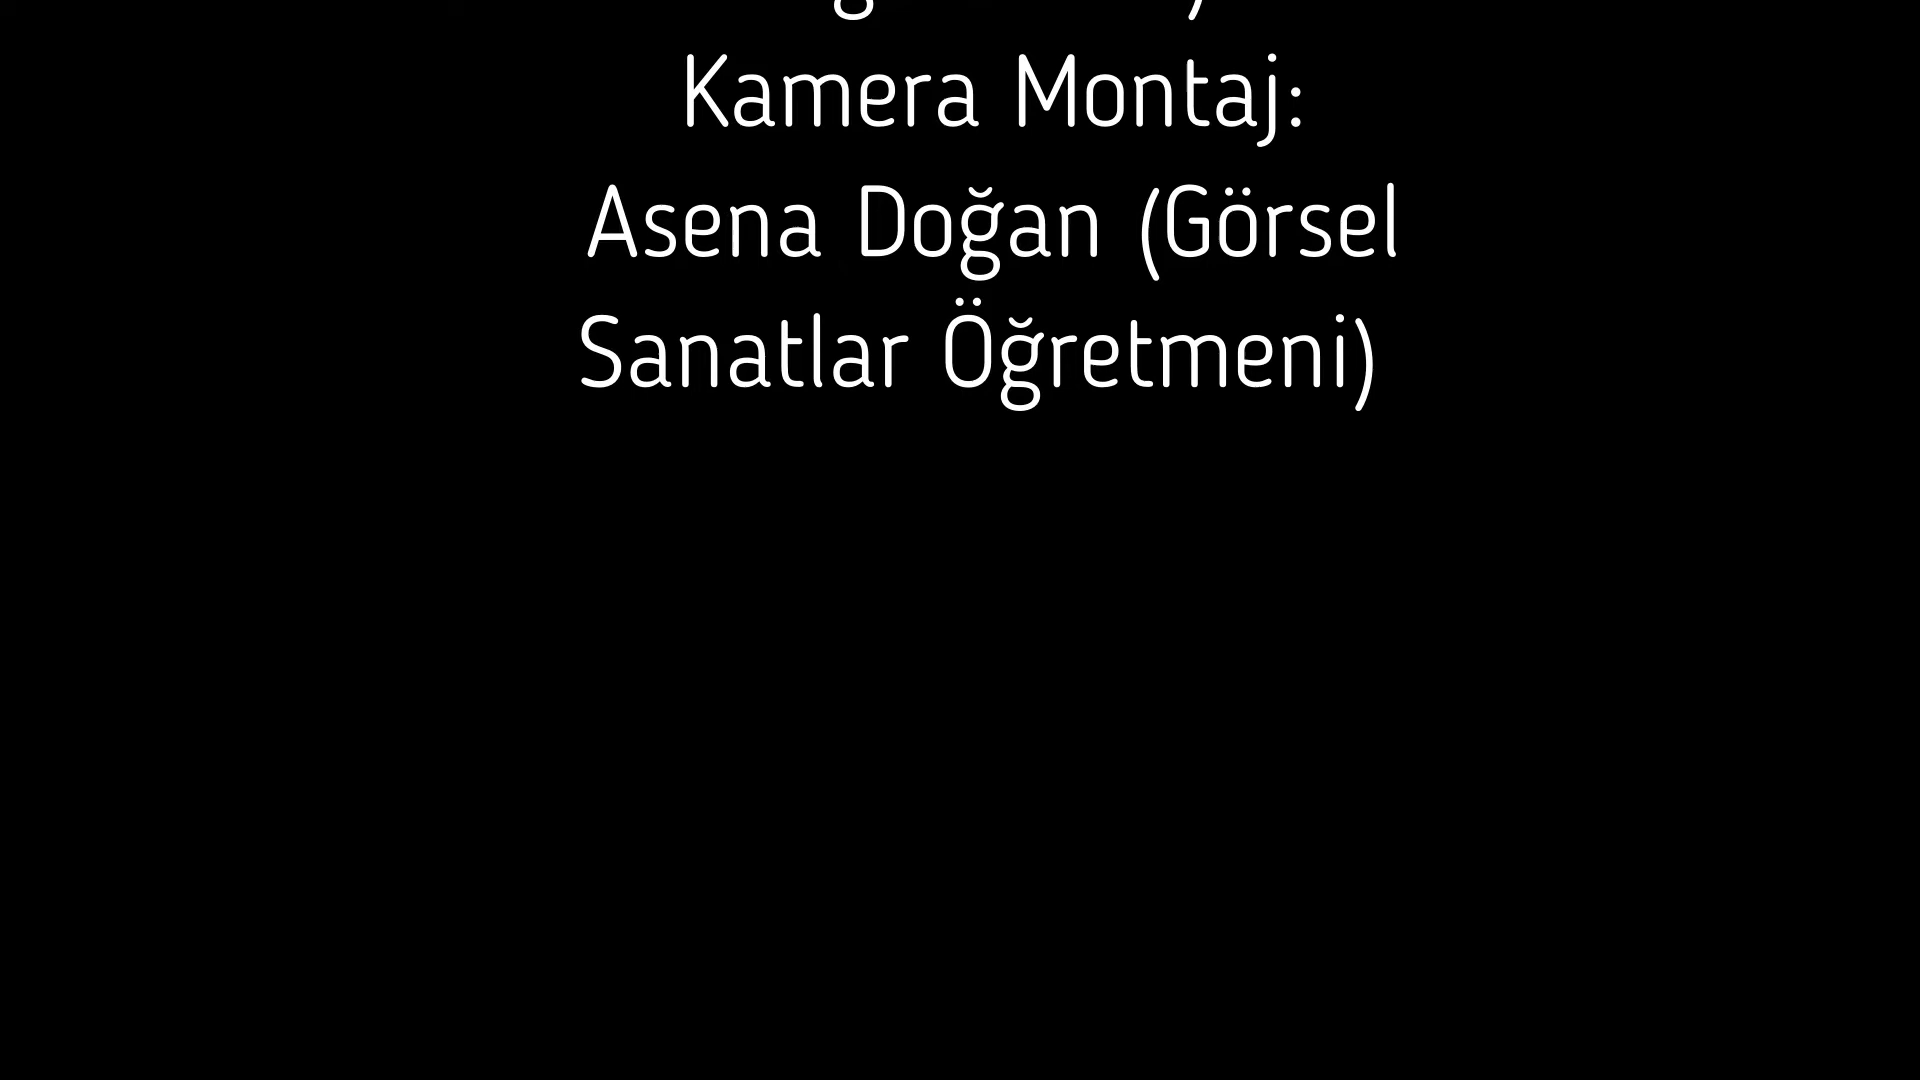 Kamera Montaj:
Asena Doğan (Görsel
Sanatlar Öğretmeni)